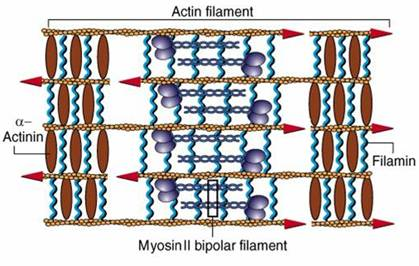 Actin filament
α–
Actinin
Filamin
MyosinII bipolar filament